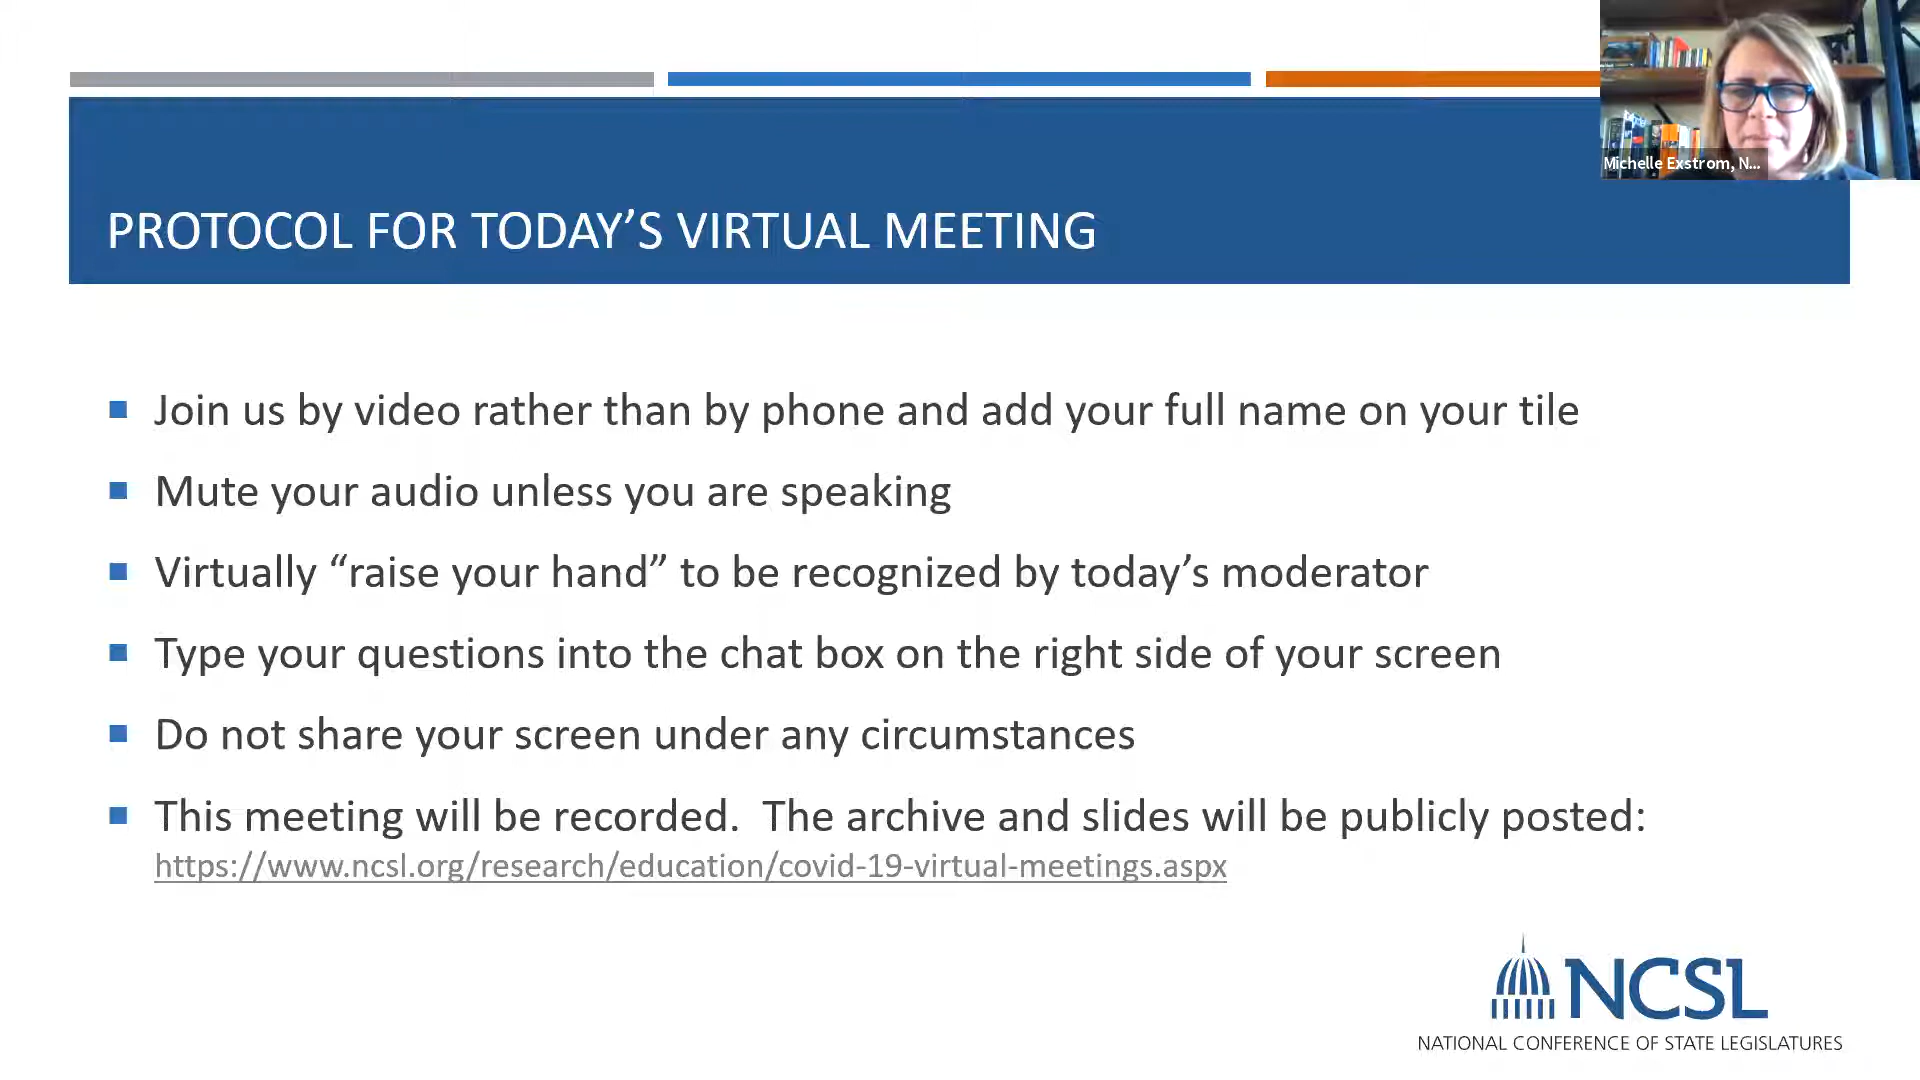 Michelle Exstrom, N...
PROTOCOL FOR TODAY’S VIRTUAL MEETING
Join us by video rather than by phone and add your full name on your tile
Mute your audio unless you are speaking
Virtually “raise your hand” to be recognized by today’s moderator
Type your questions into the chat box on the right side of your screen
Do not share your screen under any circumstances
This meeting will be recorded.  The archive and slides will be publicly posted:
https://www.ncsl.org/research/education/covid-19-virtual-meetings.aspx
NCSL
NATIONAL CONFERENCE OF STATE LEGISLATURES